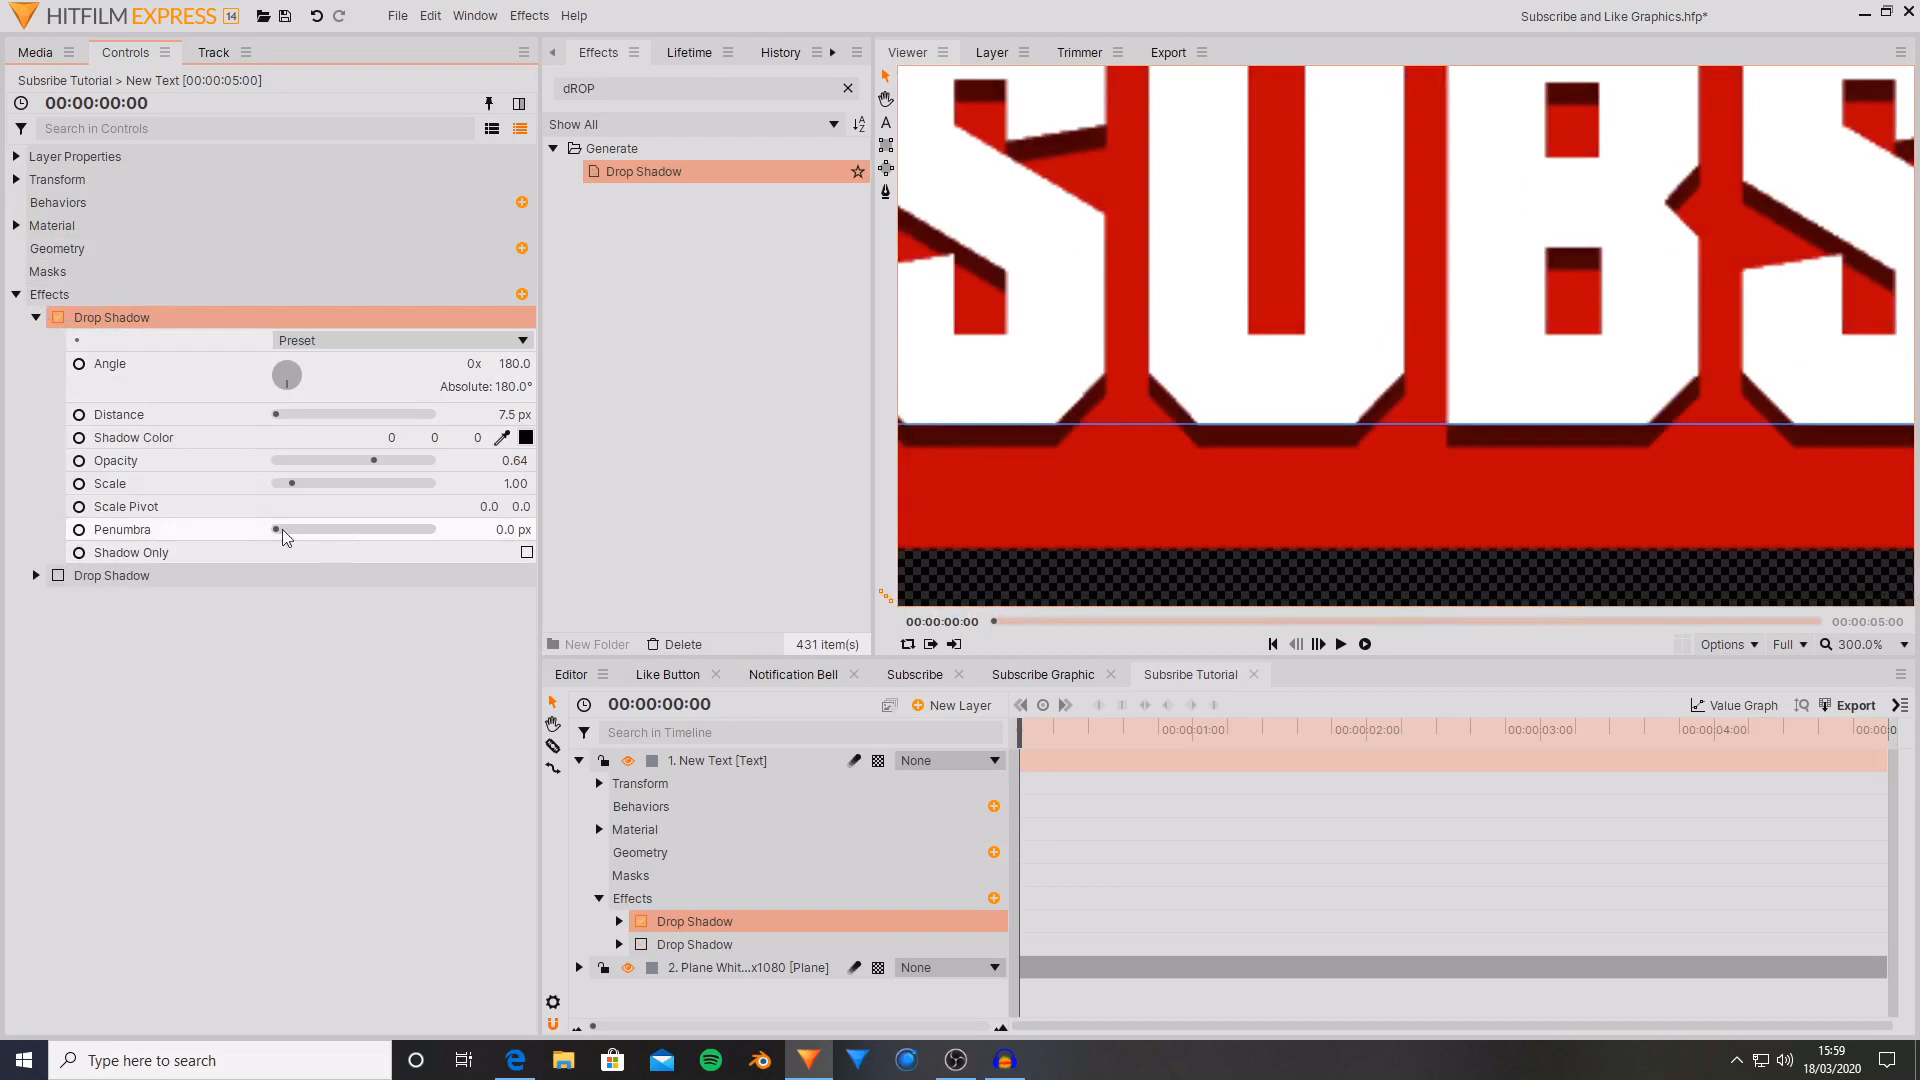 HITFILM EXPRESS 14 File Edit Window Effects Help Subscribe and Like Graphics.hfp*
Media Controls Track
Subsribe Tutorial > New Text [00:00:05:00]
00:00:00:00
Search in Controls
Layer Properties
Transform
Behaviors
Material
Geometry
Masks
Effects
Drop Shadow
Preset
Angle 0x 180.0
Absolute: 180.0°
Distance 7.5 px
Shadow Color 0 0 0
Opacity 0.64
Scale 1.00
Scale Pivot 0.0 0.0
Penumbra 0.0 px
Shadow Only
Drop Shadow
Effects Lifetime History
dROP
Show All
Generate
Drop Shadow
New Folder Delete 431 item(s)
Viewer Layer Trimmer Export
SUBS
00:00:00:00 00:00:05:00
Options Full 300.0%
Editor Like Button Notification Bell Subscribe Subscribe Graphic Subsribe Tutorial
00:00:00:00 New Layer Value Graph Export
Search in Timeline 00:00:01:00 00:00:02:00 00:00:03:00 00:00:04:00 00:00:0
1. New Text [Text] None
Transform
Behaviors
Material
Geometry
Masks
Effects
Drop Shadow
Drop Shadow
2. Plane Whit...x1080 [Plane] None
Type here to search
15:59
18/03/2020